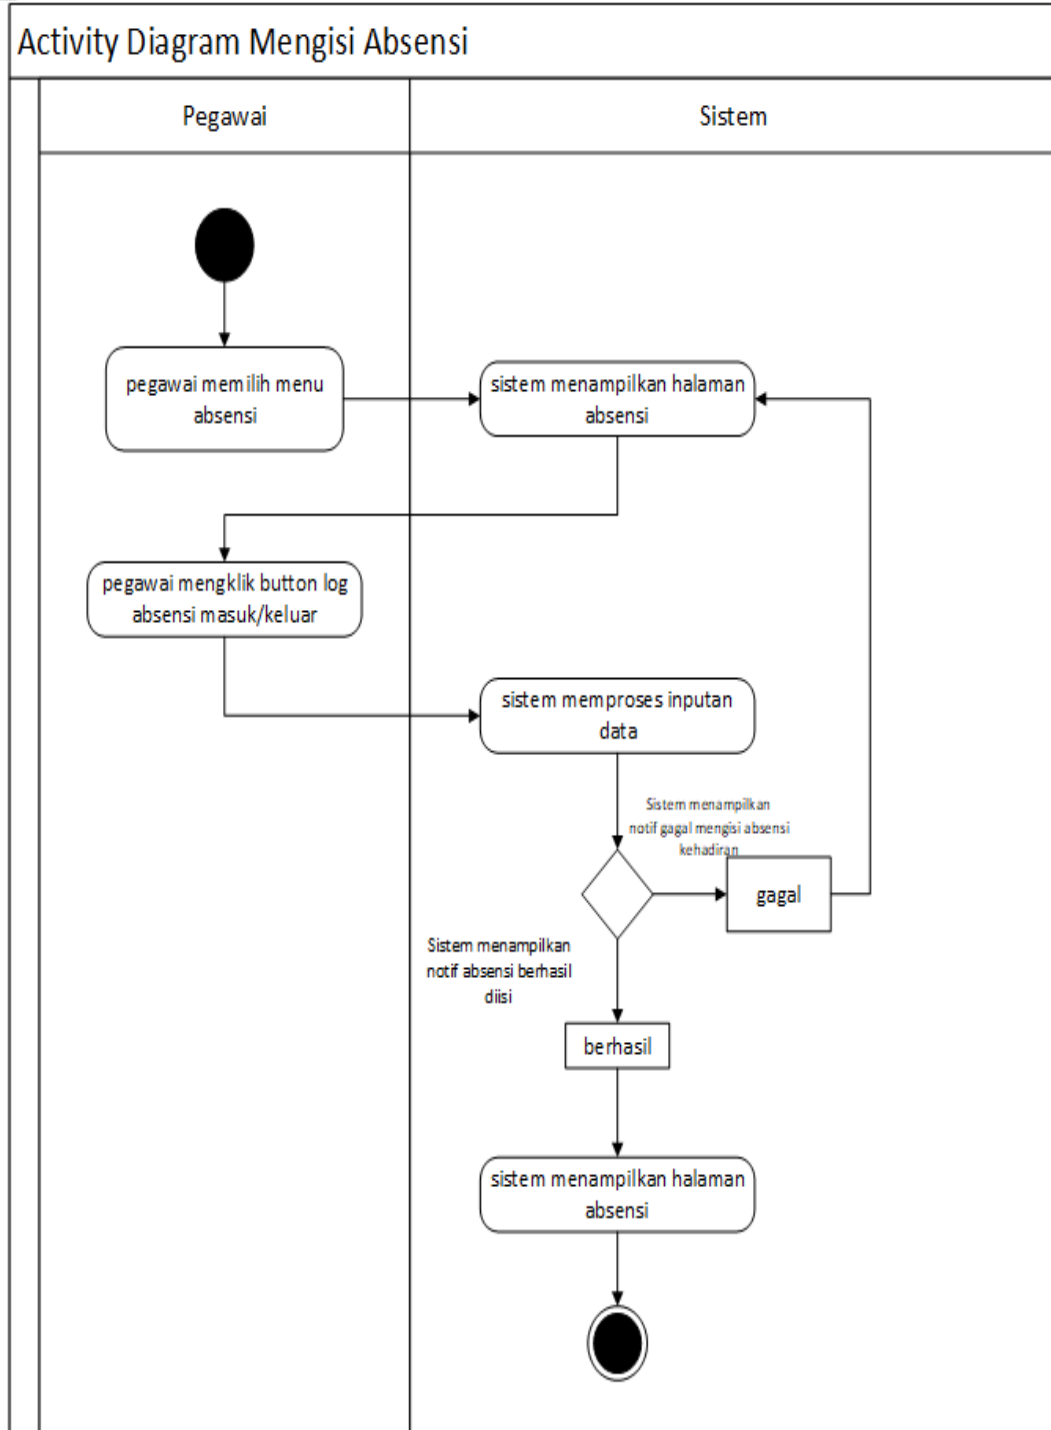 Activity Diagram Mengisi Absensi
Pegawai
Sistem
pegawai memilih menu
absensi
sistem menampilkan halaman
absensi
pegawai mengklik button log
absensi masuk/keluar
sistem memproses inputan
data
Sistem menampilkan
notif gagal mengisi absensi
kehadiran
gagal
Sistem menampilkan
notif absensi berhasil
diisi
berhasil
sistem menampilkan halaman
absensi